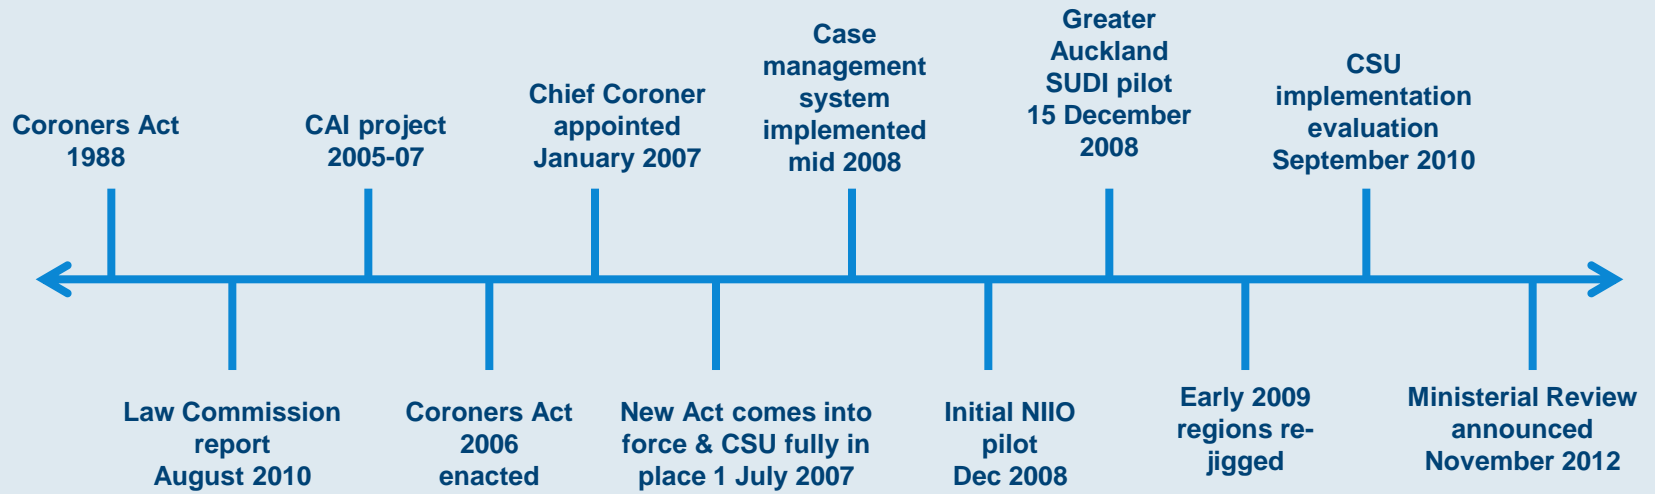 Coroners Act
1988
CAI project
2005-07
Chief Coroner
appointed
January 2007
Case
management
system
implemented
mid 2008
Greater
Auckland
SUDI pilot
15 December
2008
CSU
implementation
evaluation
September 2010
Law Commission
report
August 2010
Coroners Act
2006
enacted
New Act comes into
force & CSU fully in
place 1 July 2007
Initial NIIO
pilot
Dec 2008
Early 2009
regions re-
jigged
Ministerial Review
announced
November 2012